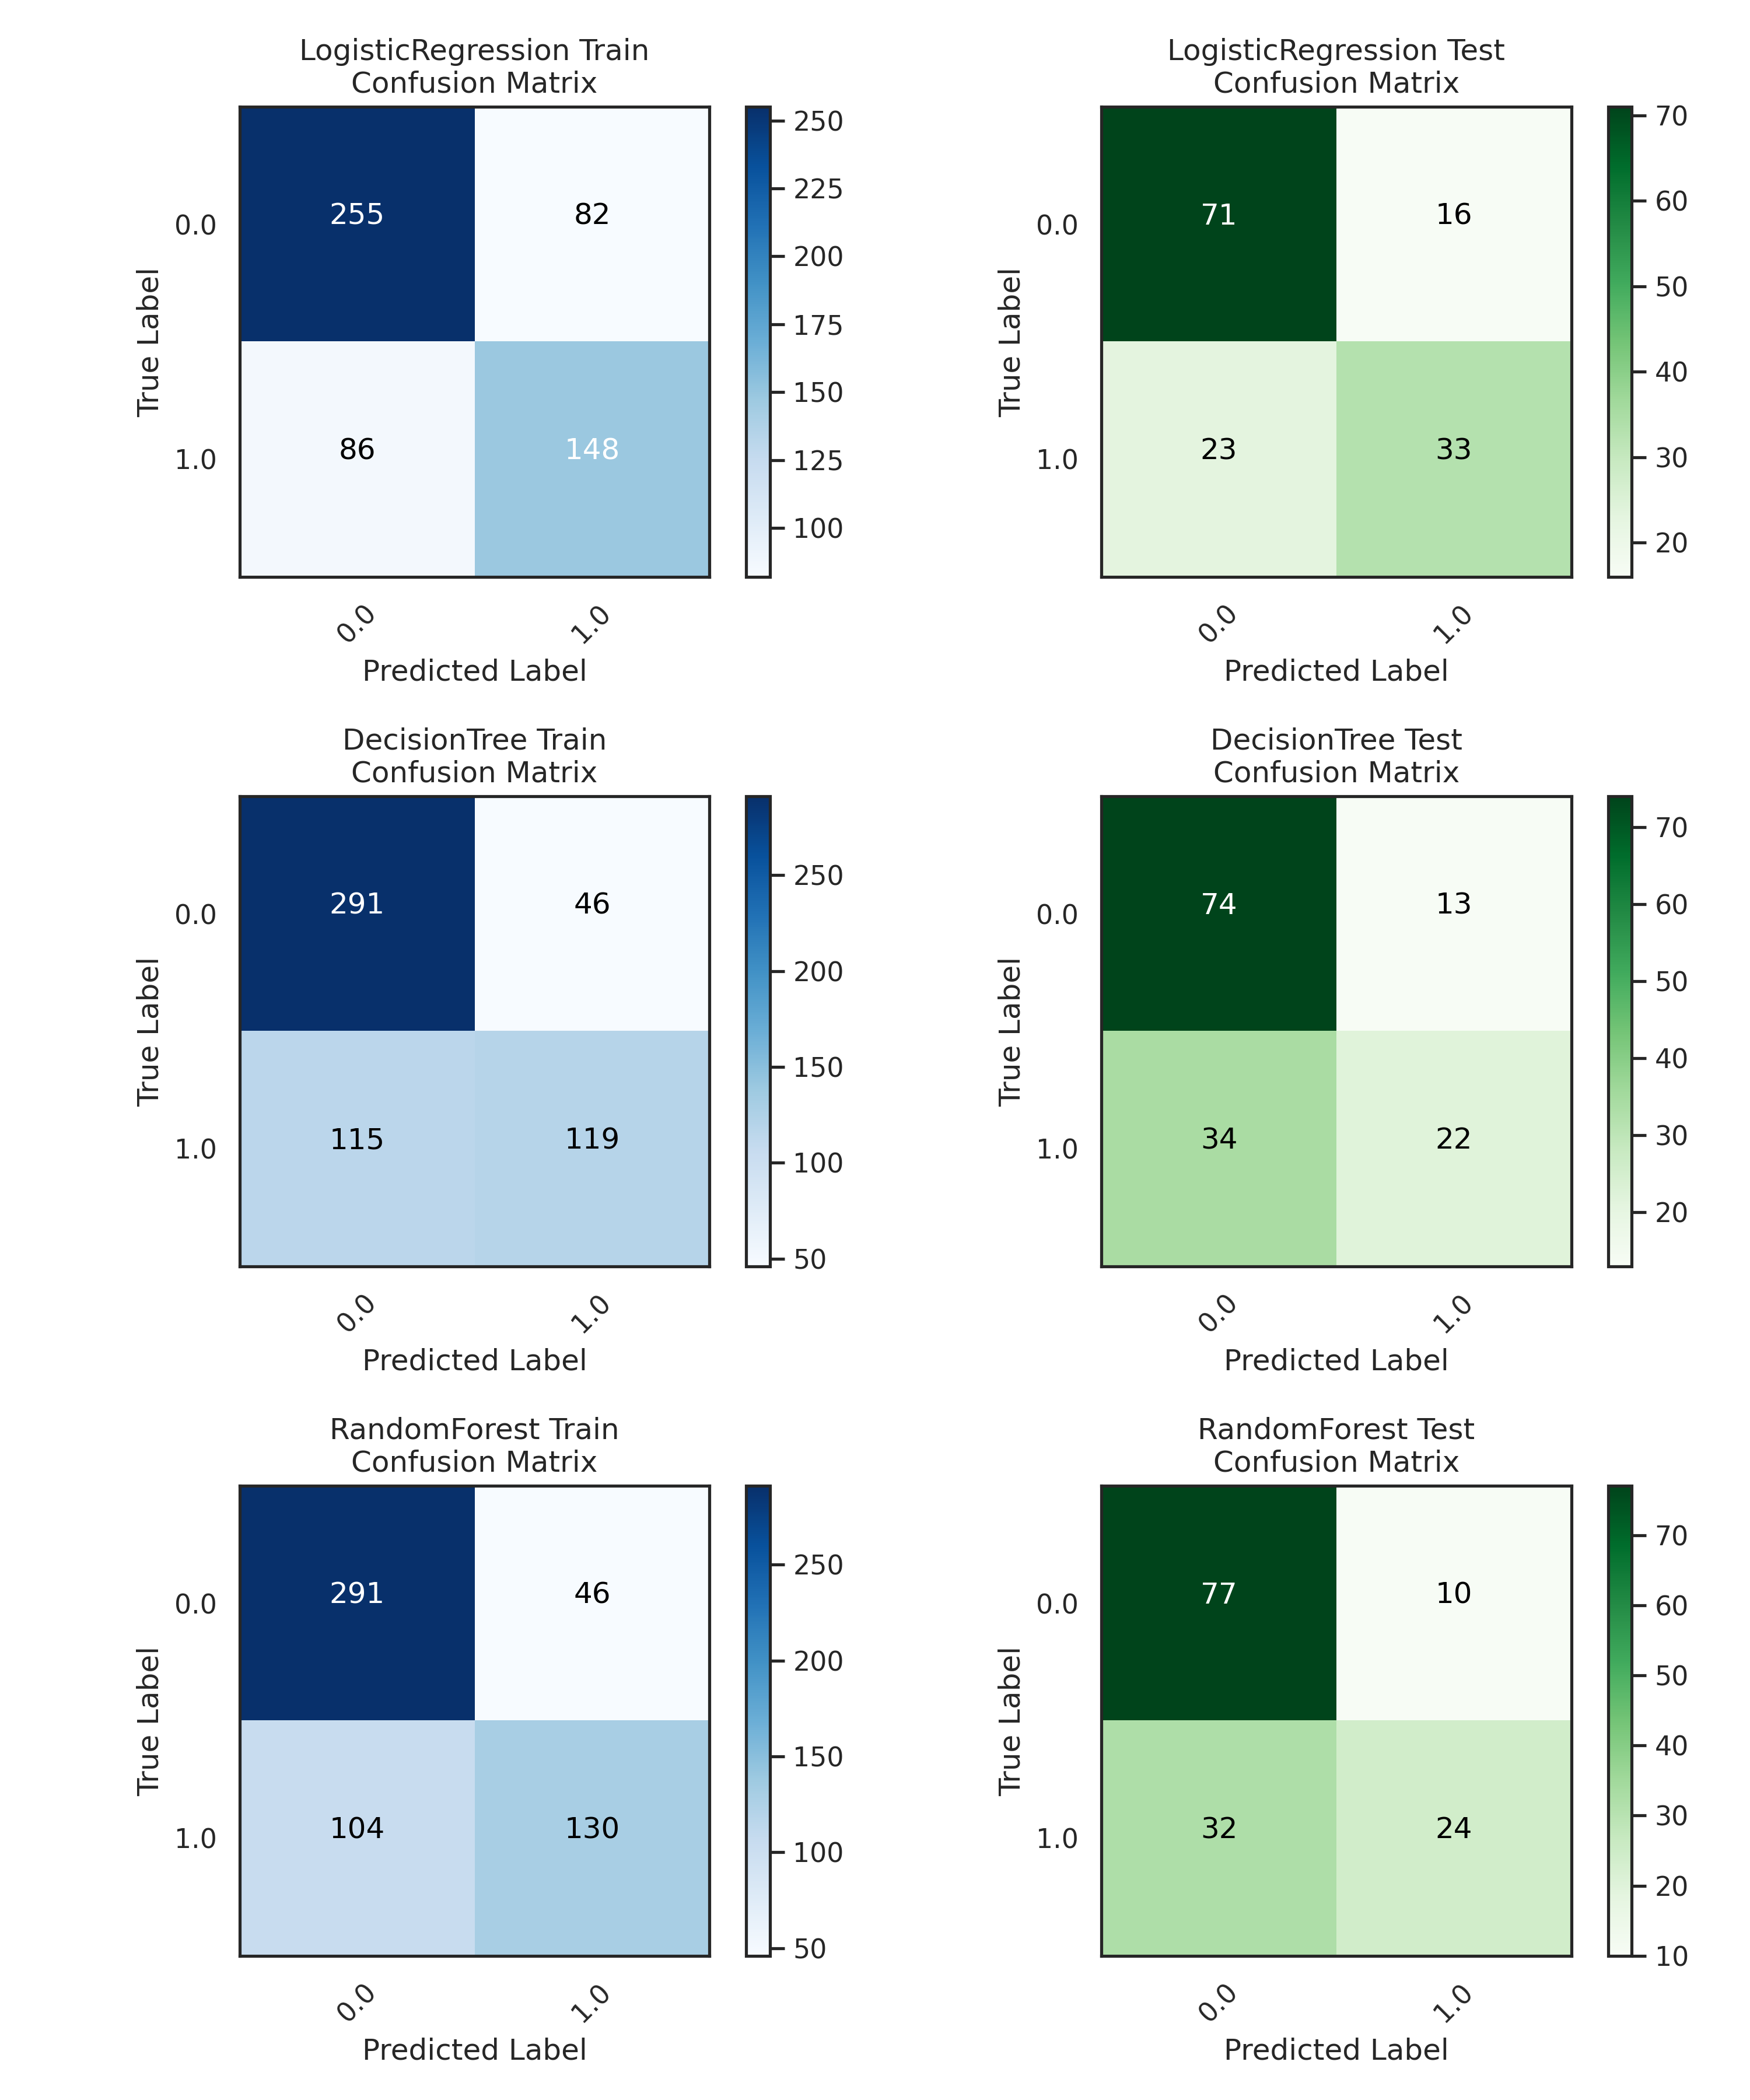 LogisticRegression Train
Confusion Matrix
255 82
86 148
0.0
1.0
True Label
0.0 1.0
Predicted Label
250
225
200
175
150
125
100
LogisticRegression Test
Confusion Matrix
71 16
23 33
0.0
1.0
True Label
0.0 1.0
Predicted Label
70
60
50
40
30
20
DecisionTree Train
Confusion Matrix
291 46
115 119
0.0
1.0
True Label
0.0 1.0
Predicted Label
250
200
150
100
50
DecisionTree Test
Confusion Matrix
74 13
34 22
0.0
1.0
True Label
0.0 1.0
Predicted Label
70
60
50
40
30
20
RandomForest Train
Confusion Matrix
291 46
104 130
0.0
1.0
True Label
0.0 1.0
Predicted Label
250
200
150
100
50
RandomForest Test
Confusion Matrix
77 10
32 24
0.0
1.0
True Label
0.0 1.0
Predicted Label
70
60
50
40
30
20
10